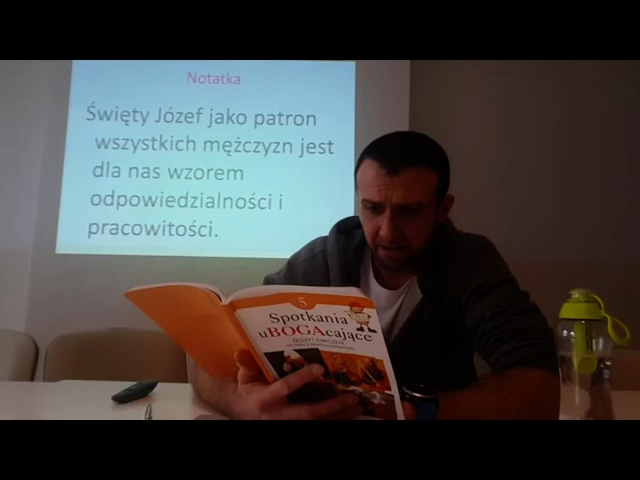 Notatka
Święty Józef jako patron
wszystkich mężczyzn jest
dla nas wzorem
odpowiedzialności i
pracowitości.
5
Spotkania
uBOGAcające
ZESZYT ĆWICZEŃ